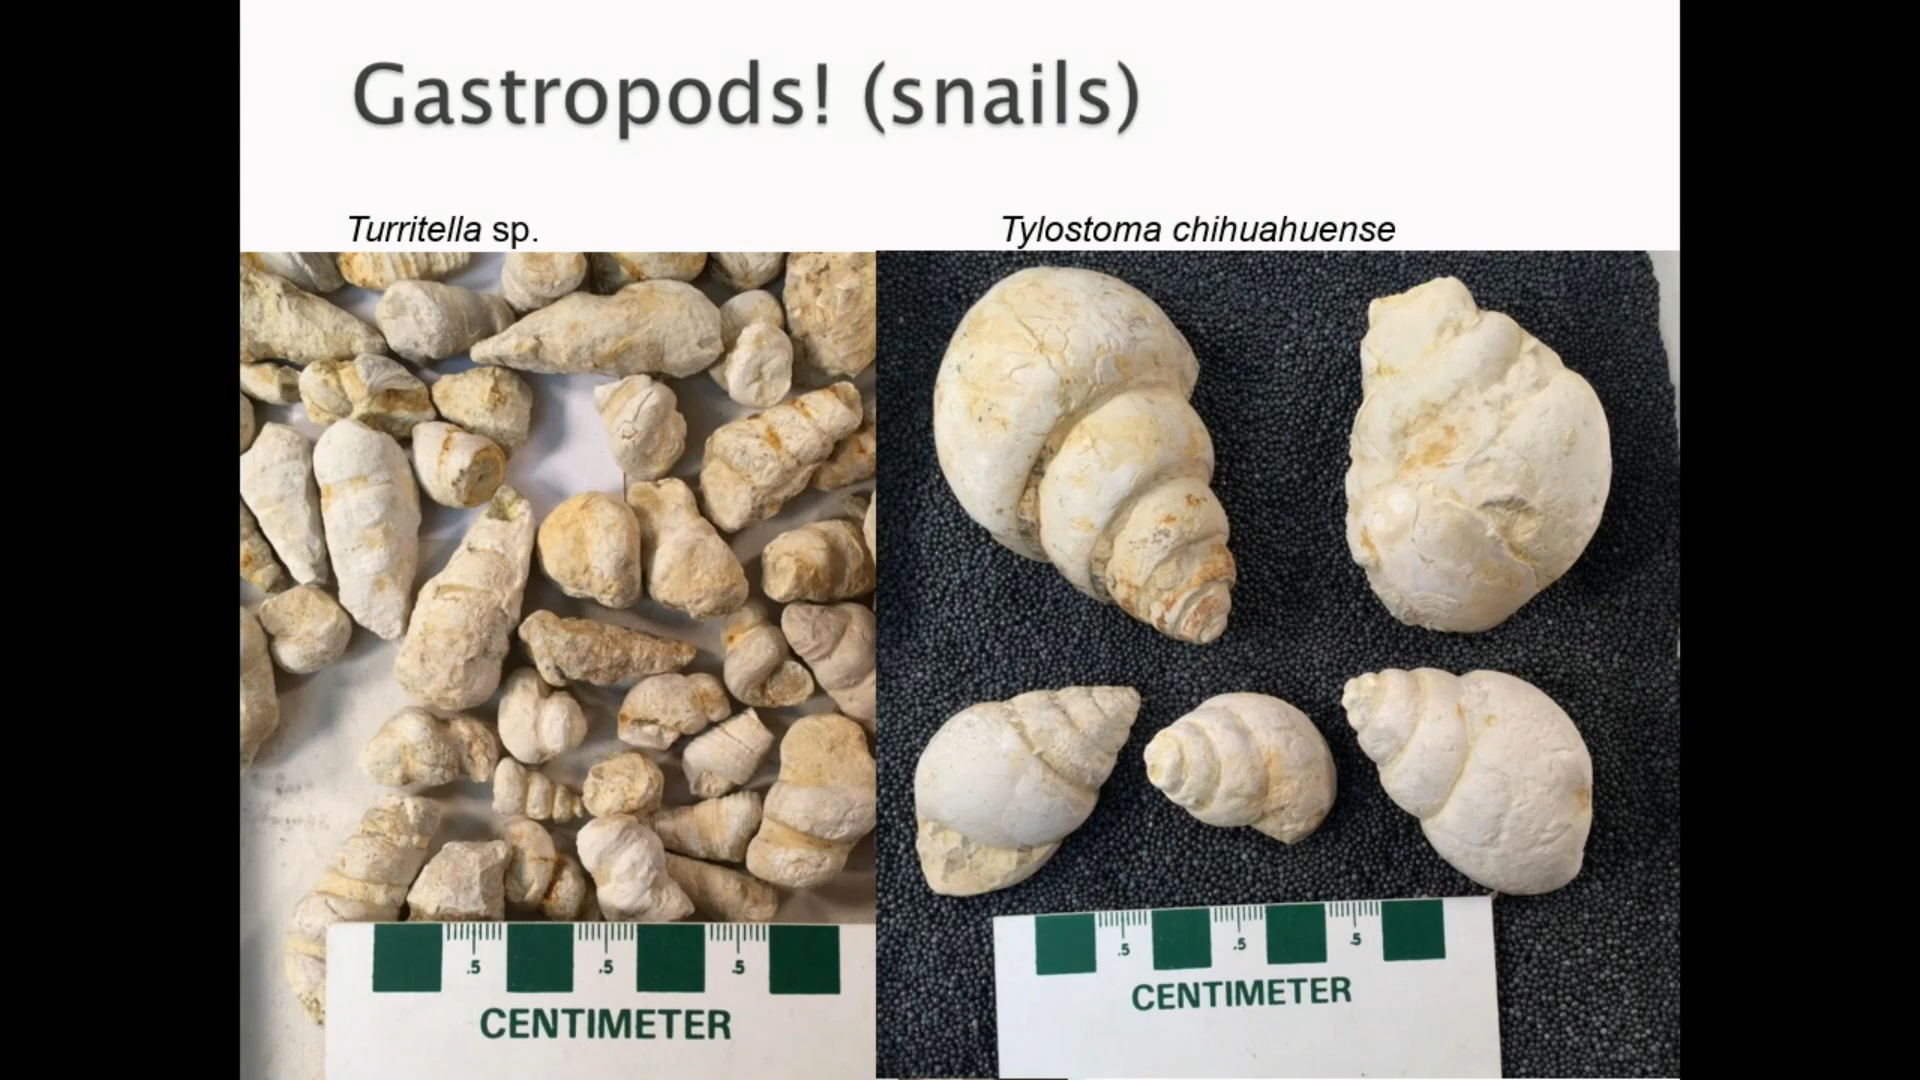 Gastropods! (snails)
Turritella sp.
Tylostoma chihuahuense
.5 .5 .5
CENTIMETER
.5 .5 .5
CENTIMETER